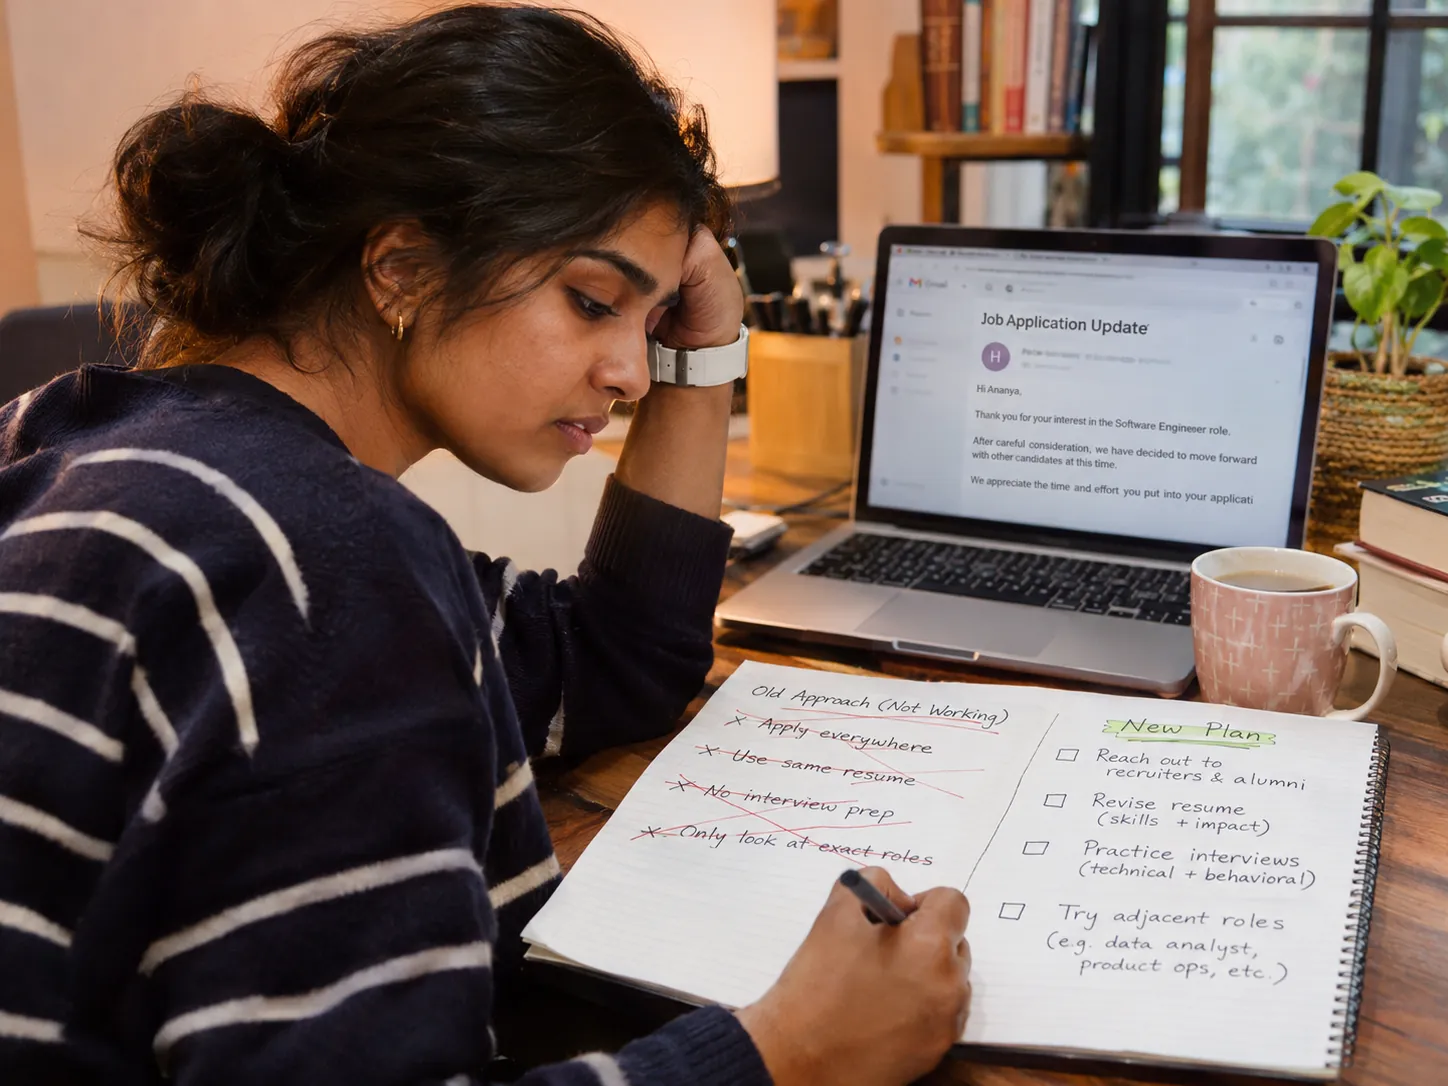 Gmail
Job Application Update
H
Hi Ananya,
Thank you for your interest in the Software Engineeer role.
After careful consideration, we have decided to move forward
with other candidates at this time.
We appreciate the time and effort you put into your applicati
Old Approach (Not Working)
× Apply everywhere
× Use same resume
× No interview prep
× Only look at exact roles
New Plan
☐ Reach out to
recruiters & alumni
☐ Revise resume
(skills + impact)
☐ Practice interviews
(technical + behavioral)
☐ Try adjacent roles
(e.g. data analyst,
product ops, etc.)